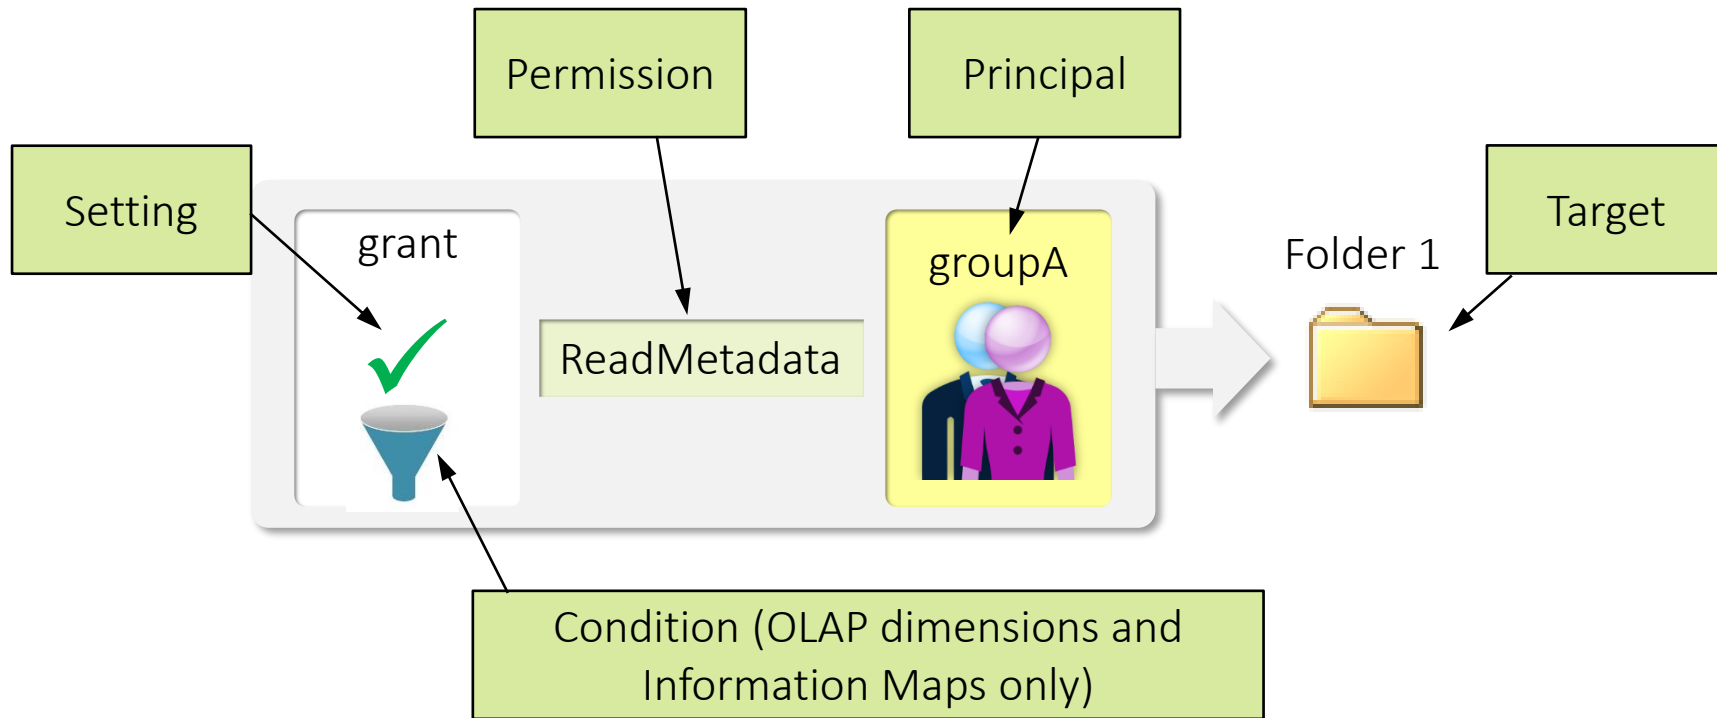 Permission
Principal
Setting
Target
grant
groupA
Folder 1
ReadMetadata
Condition (OLAP dimensions and
Information Maps only)